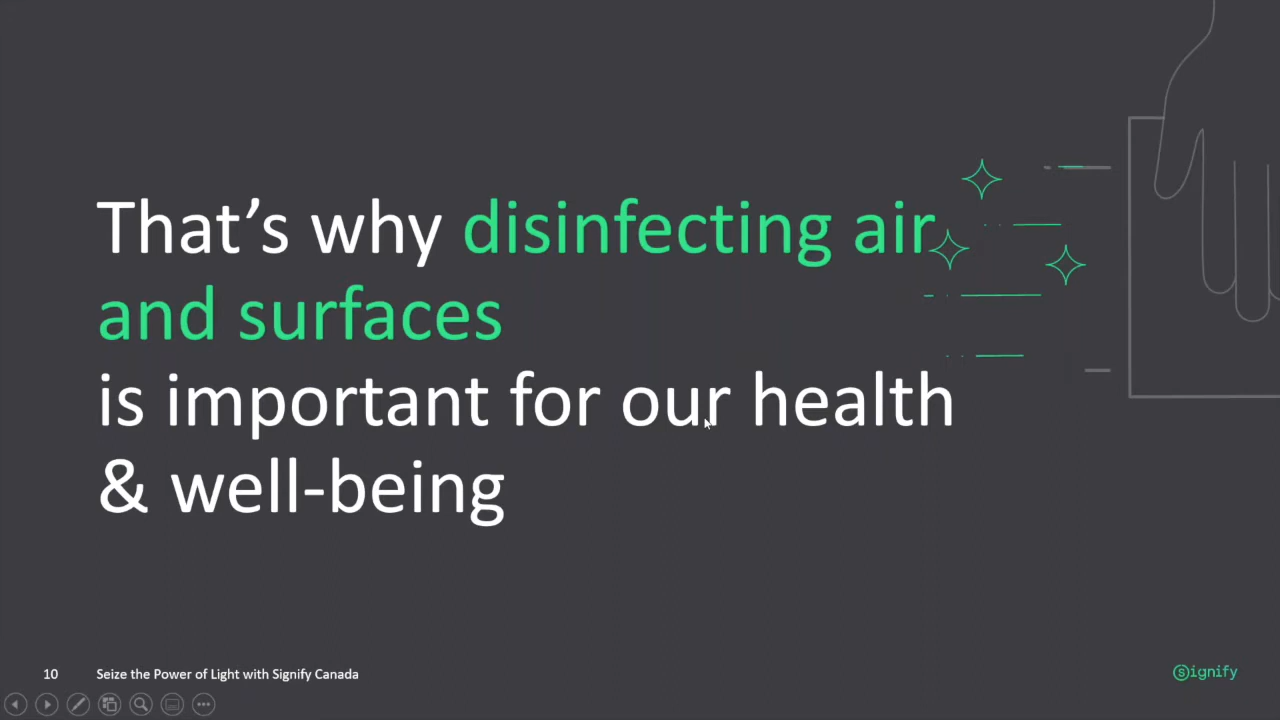 That’s why disinfecting air
and surfaces
is important for our health
& well-being
10 Seize the Power of Light with Signify Canada
signify